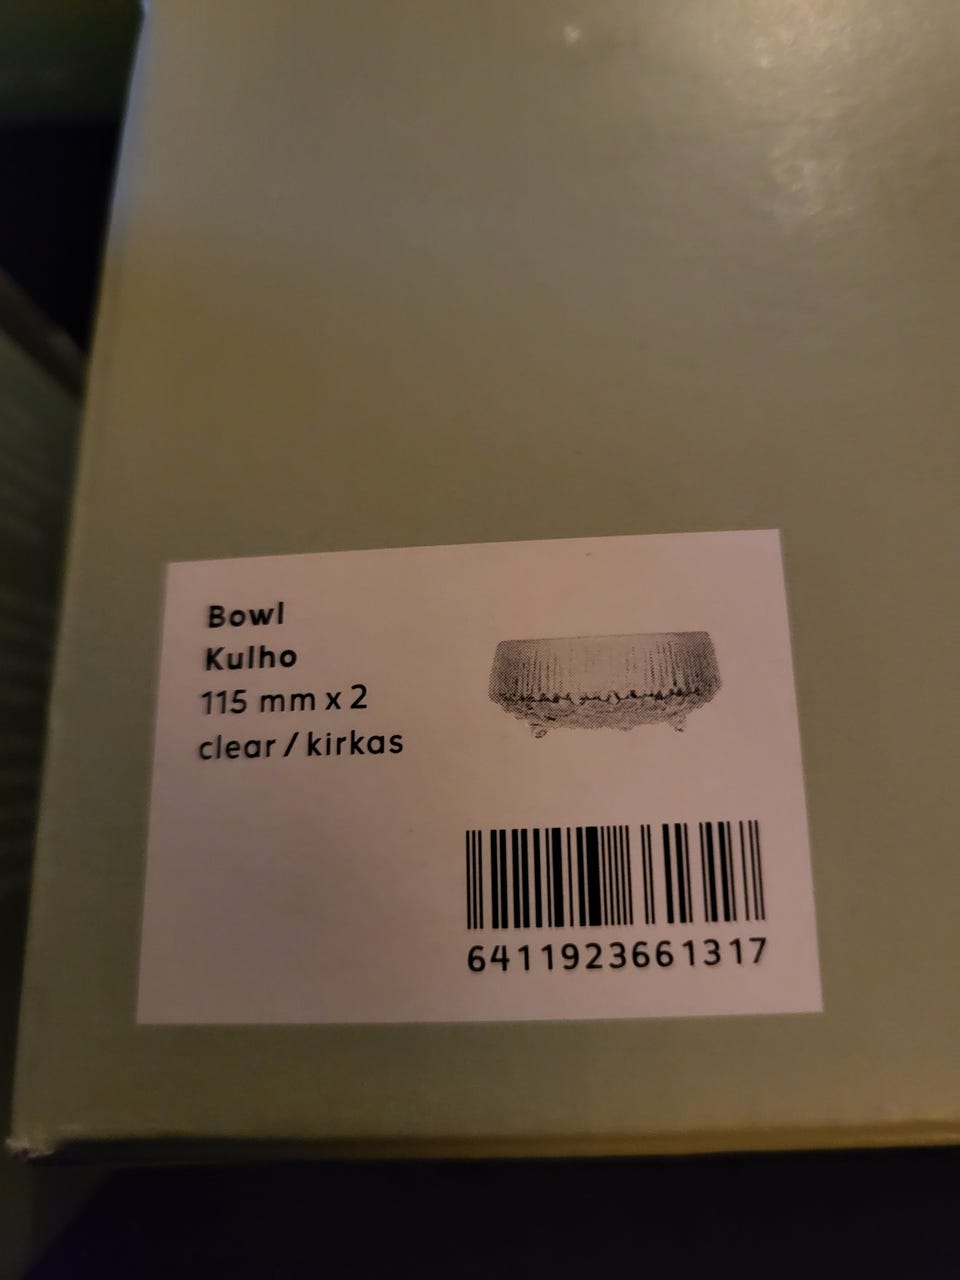 Bowl
Kulho
115 mm x 2
clear / kirkas
6411923661317